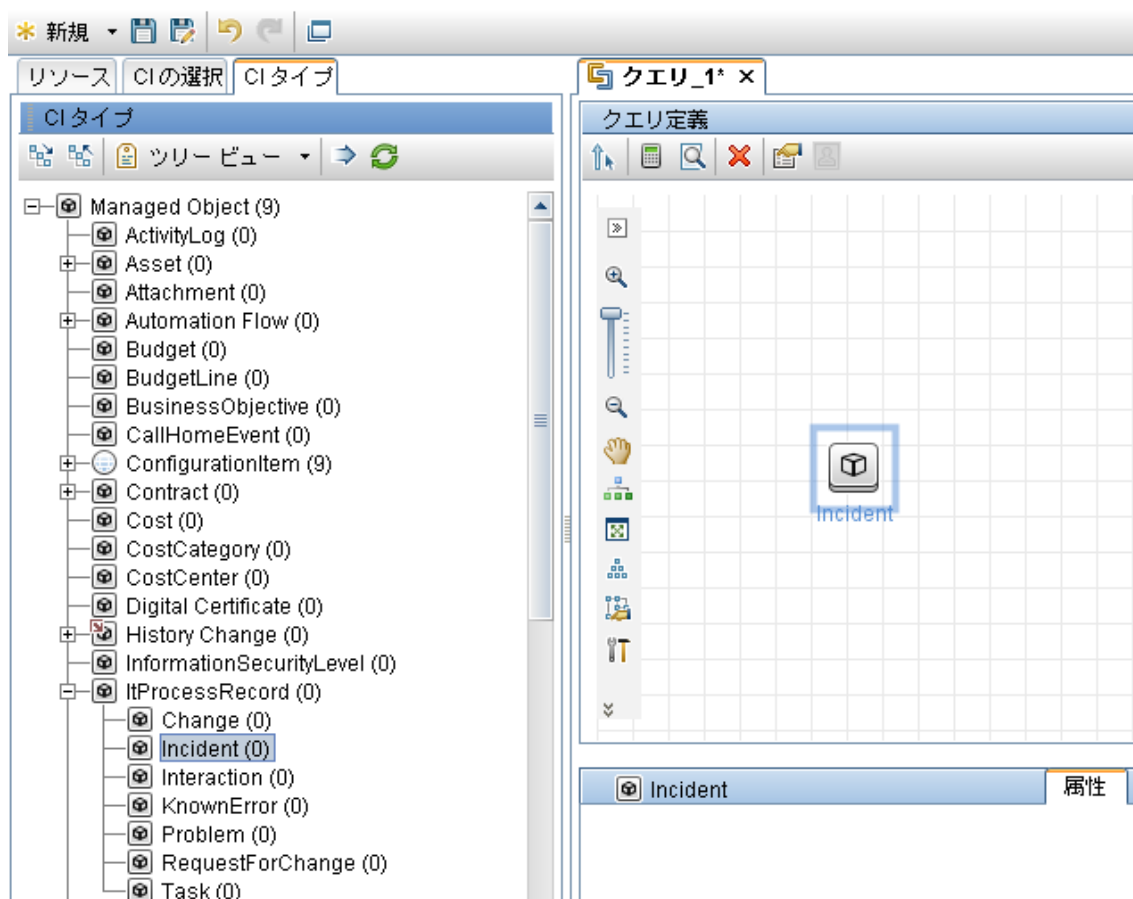 新規
リソース CIの選択 CIタイプ
CIタイプ
ツリー ビュー
Managed Object (9)
ActivityLog (0)
Asset (0)
Attachment (0)
Automation Flow (0)
Budget (0)
BudgetLine (0)
BusinessObjective (0)
CallHomeEvent (0)
ConfigurationItem (9)
Contract (0)
Cost (0)
CostCategory (0)
CostCenter (0)
Digital Certificate (0)
History Change (0)
InformationSecurityLevel (0)
ItProcessRecord (0)
Change (0)
Incident (0)
Interaction (0)
KnownError (0)
Problem (0)
RequestForChange (0)
Task (0)
クエリ_1* ×
クエリ定義
Incident
Incident 属性